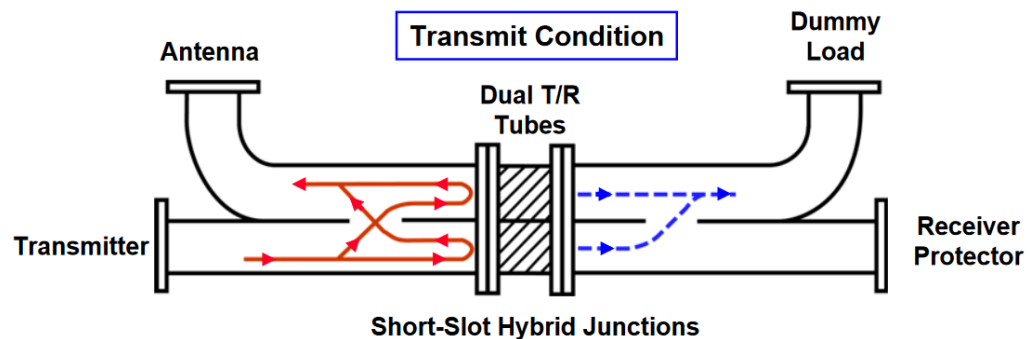 Transmit Condition
Antenna
Dummy
Load
Dual T/R
Tubes
Transmitter
Receiver
Protector
Short-Slot Hybrid Junctions